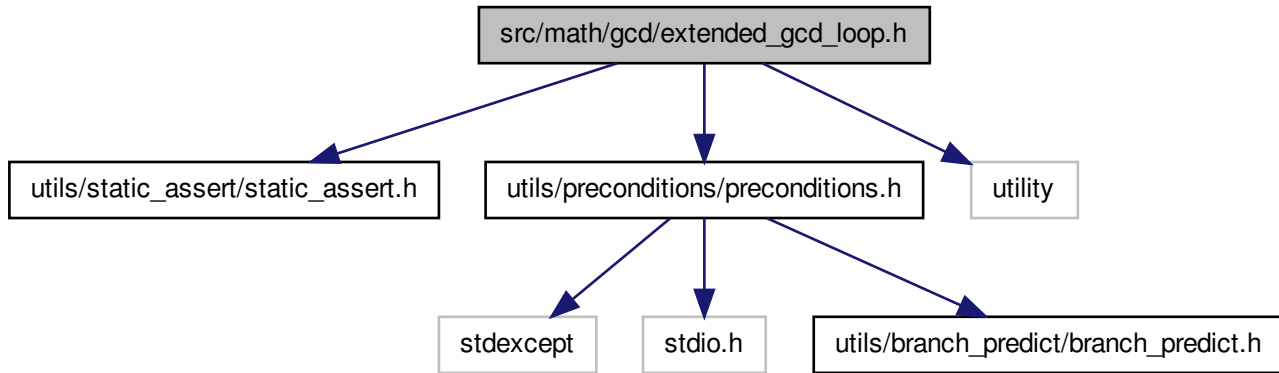 src/math/gcd/extended_gcd_loop.h
utils/static_assert/static_assert.h
utils/preconditions/preconditions.h
utility
stdexcept
stdio.h
utils/branch_predict/branch_predict.h